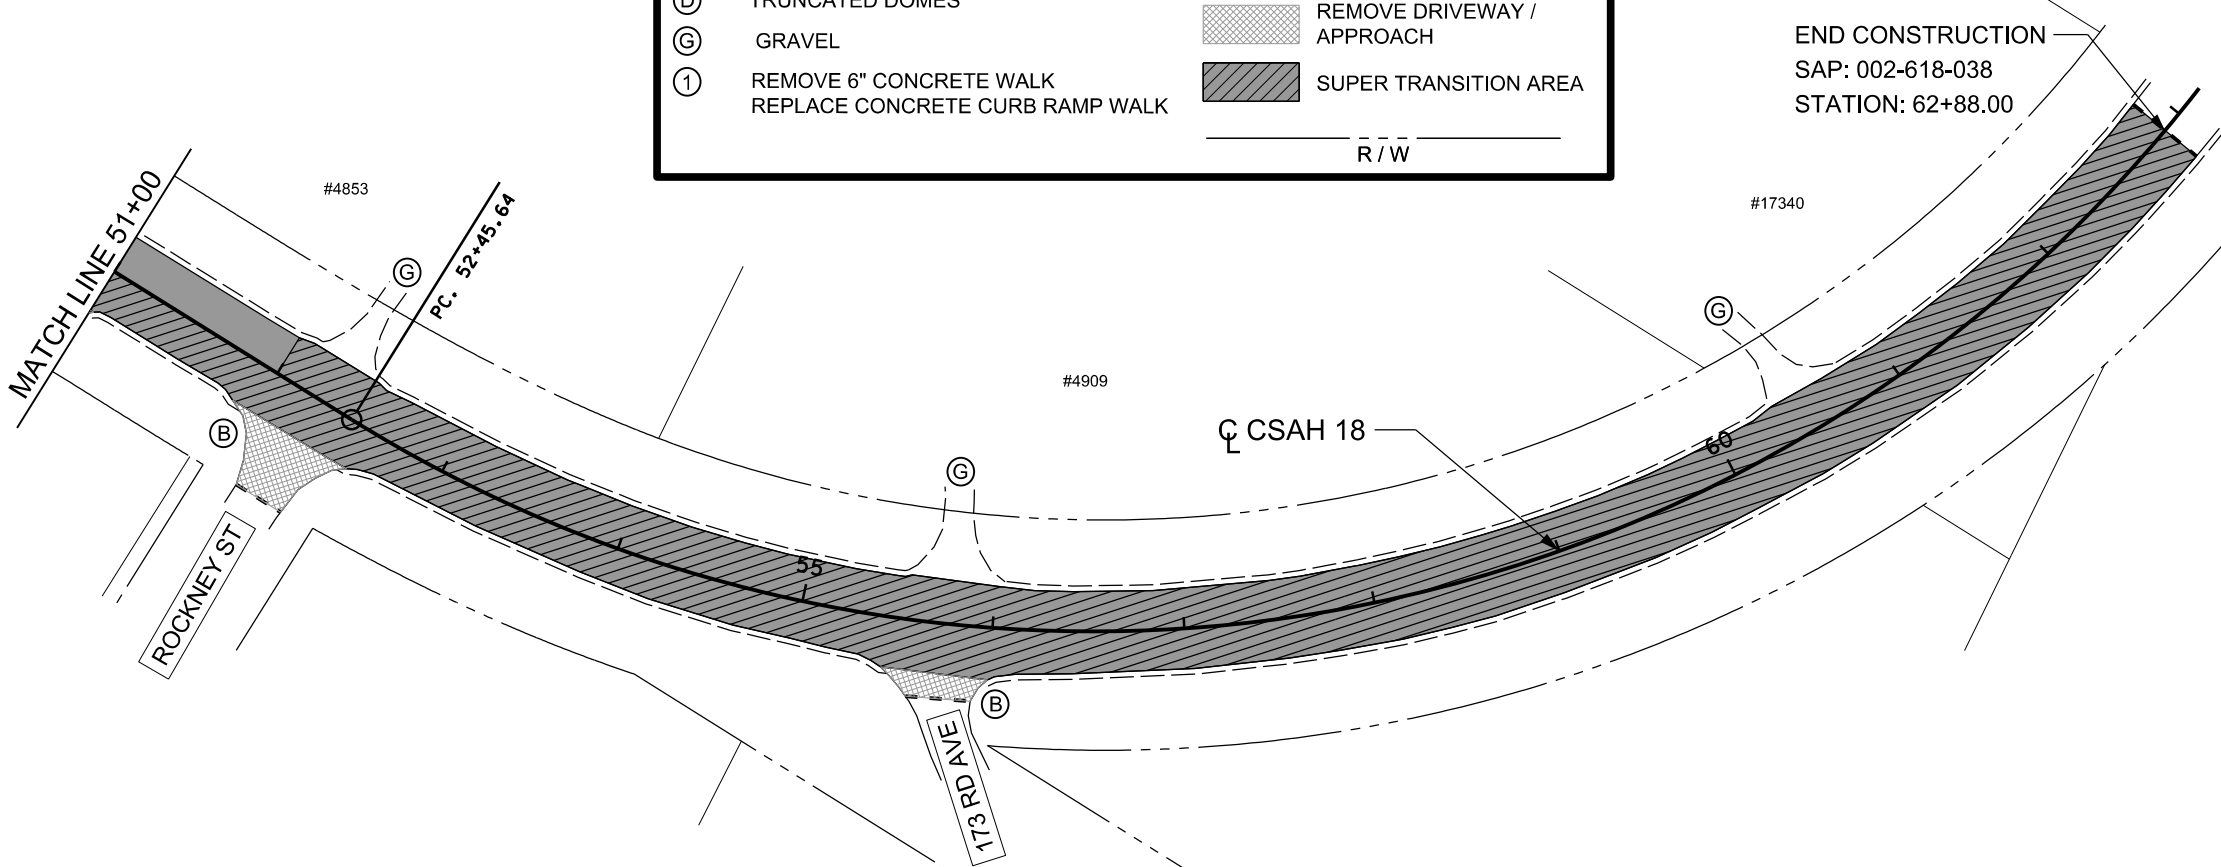 D TRUNCATED DOMES
G GRAVEL
1 REMOVE 6" CONCRETE WALK
REPLACE CONCRETE CURB RAMP WALK
REMOVE DRIVEWAY /
APPROACH
SUPER TRANSITION AREA
R / W
END CONSTRUCTION
SAP: 002-618-038
STATION: 62+88.00
MATCH LINE 51+00
#4853
G
PC. 52+45.64
#17340
G
#4909
℄ CSAH 18
60
B
G
55
ROCKNEY ST
B
173 RD AVE